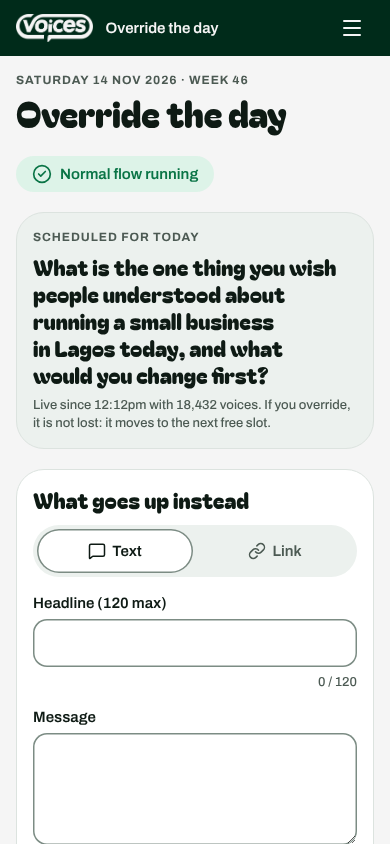 voices
Override the day
SATURDAY 14 NOV 2026 · WEEK 46
Override the day
Normal flow running
SCHEDULED FOR TODAY
What is the one thing you wish
people understood about
running a small business
in Lagos today, and what
would you change first?
Live since 12:12pm with 18,432 voices. If you override,
it is not lost: it moves to the next free slot.
What goes up instead
Text
Link
Headline (120 max)
0 / 120
Message